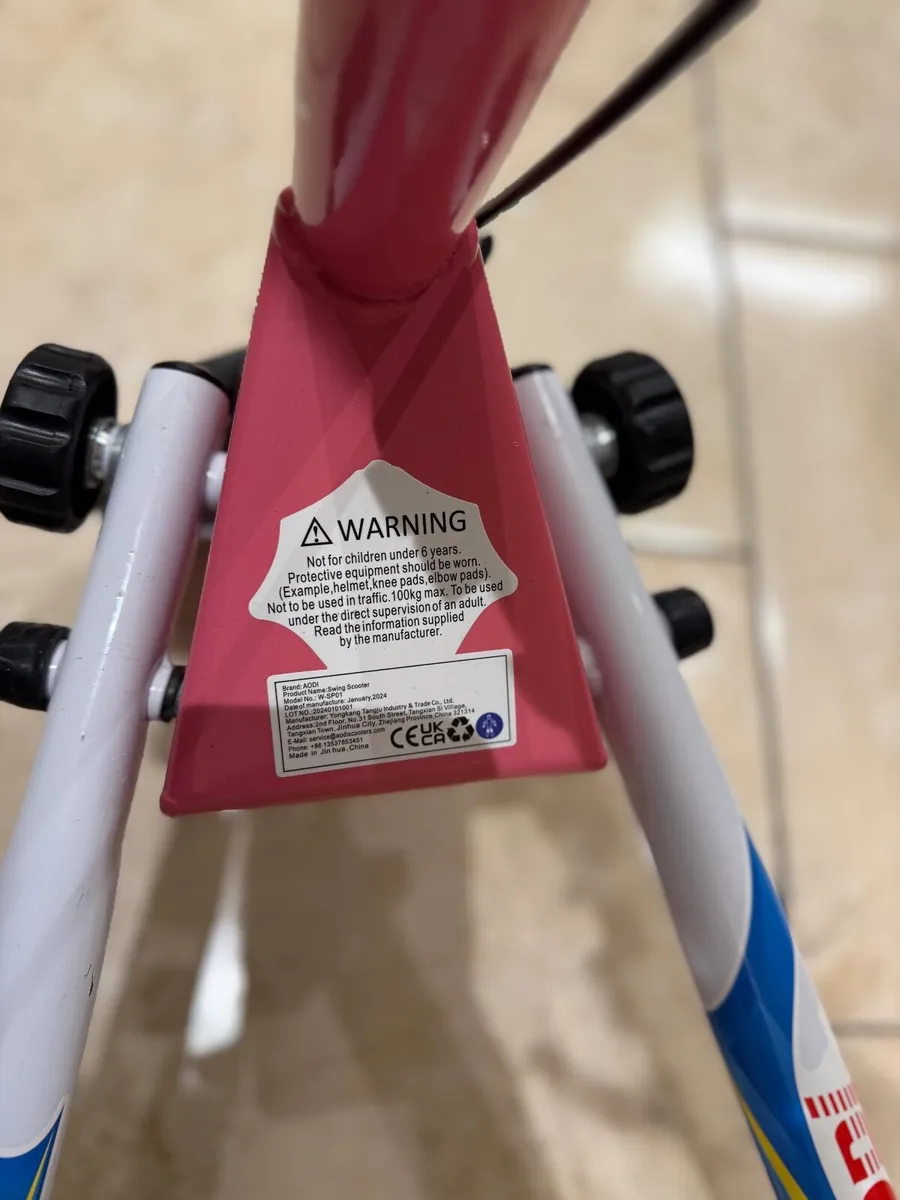 ⚠ WARNING
Not for children under 6 years.
Protective equipment should be worn.
(Example,helmet,knee pads,elbow pads).
Not to be used in traffic.100kg max. To be used
under the direct supervision of an adult.
Read the information supplied
by the manufacturer.
Brand: AODI
Product Name:Swing Scooter
Model No.: W-SP01
Date of manufacture: January,2024
LOT NO.:20240101001
Manufacturer: Yongkang Tangju Industry & Trade Co., Ltd.
Address:2nd Floor, No.31 South Street, Tangxian Si Village,
Tangxian Town, Jinhua City, Zhejiang Province,China 321314
E-Mail: service@aodiscooters.com
Phone: +86 13537853451
Made in Jin hua, China
CE UK
CA